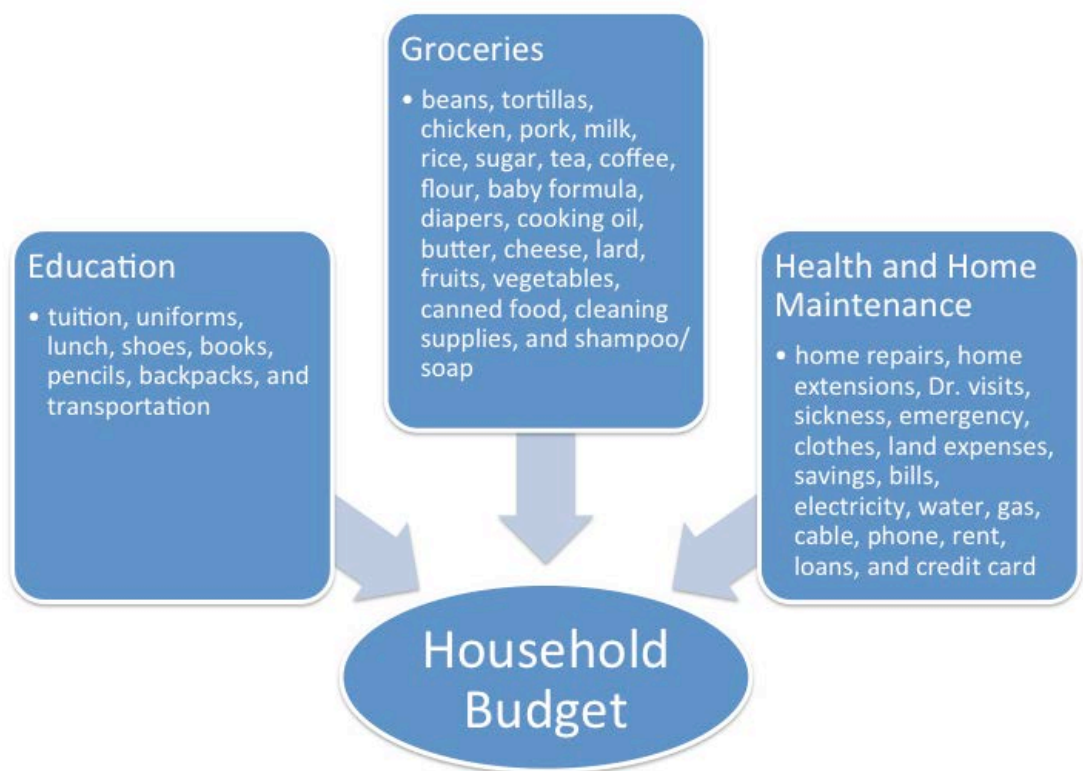 Groceries
• beans, tortillas,
chicken, pork, milk,
rice, sugar, tea, coffee,
flour, baby formula,
diapers, cooking oil,
butter, cheese, lard,
fruits, vegetables,
canned food, cleaning
supplies, and shampoo/
soap
Education
• tuition, uniforms,
lunch, shoes, books,
pencils, backpacks, and
transportation
Health and Home
Maintenance
• home repairs, home
extensions, Dr. visits,
sickness, emergency,
clothes, land expenses,
savings, bills,
electricity, water, gas,
cable, phone, rent,
loans, and credit card
Household
Budget